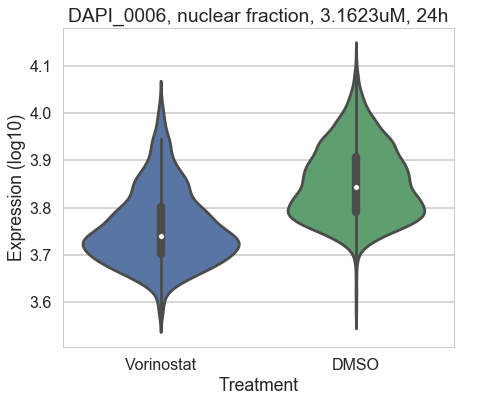 DAPI_0006, nuclear fraction, 3.1623uM, 24h
4.1
4.0
3.9
3.8
3.7
3.6
Expression (log10)
Vorinostat
DMSO
Treatment